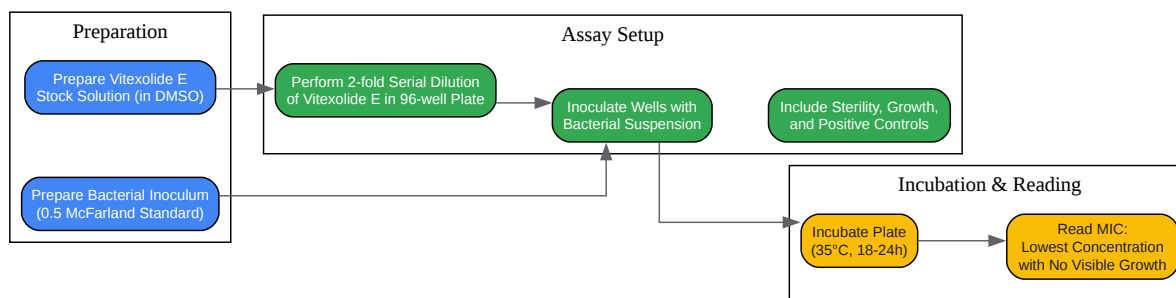 Preparation
Prepare Vitexolide E
Stock Solution (in DMSO)
Prepare Bacterial Inoculum
(0.5 McFarland Standard)
Assay Setup
Perform 2-fold Serial Dilution
of Vitexolide E in 96-well Plate
Inoculate Wells with
Bacterial Suspension
Include Sterility, Growth,
and Positive Controls
Incubation & Reading
Incubate Plate
(35°C, 18-24h)
Read MIC:
Lowest Concentration
with No Visible Growth